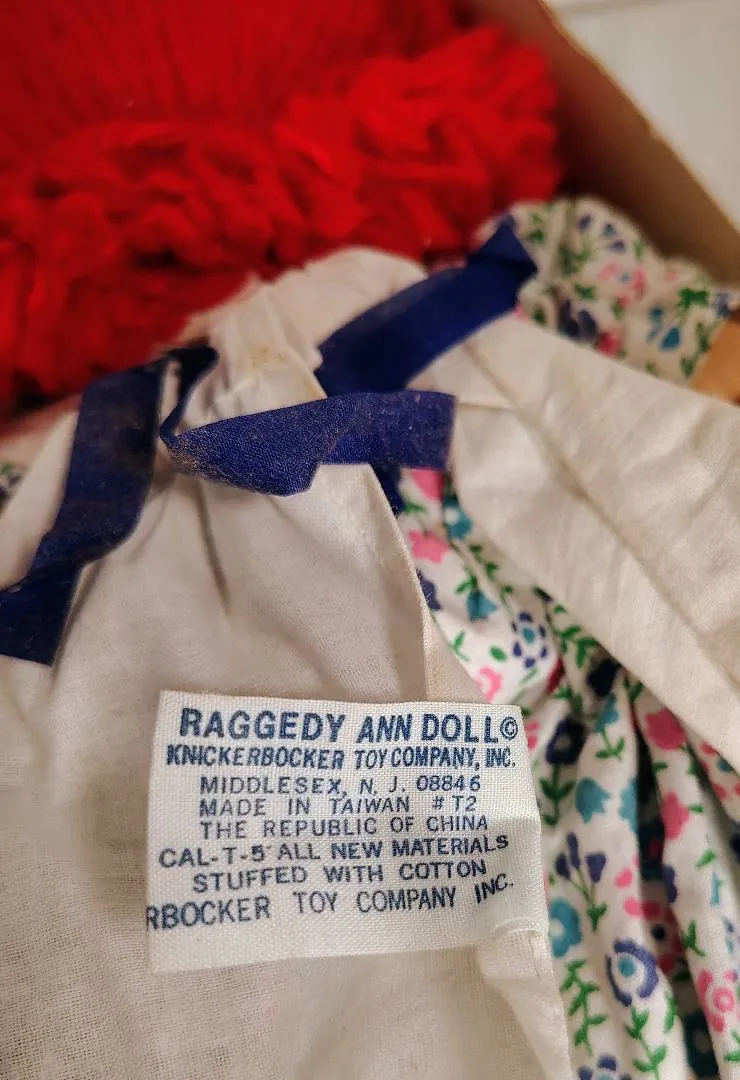 RAGGEDY ANN DOLL©
KNICKERBOCKER TOY COMPANY, INC.
MIDDLESEX, N. J. 08846
MADE IN TAIWAN # T2
THE REPUBLIC OF CHINA
CAL-T-5 ALL NEW MATERIALS
STUFFED WITH COTTON
RBOCKER TOY COMPANY INC.